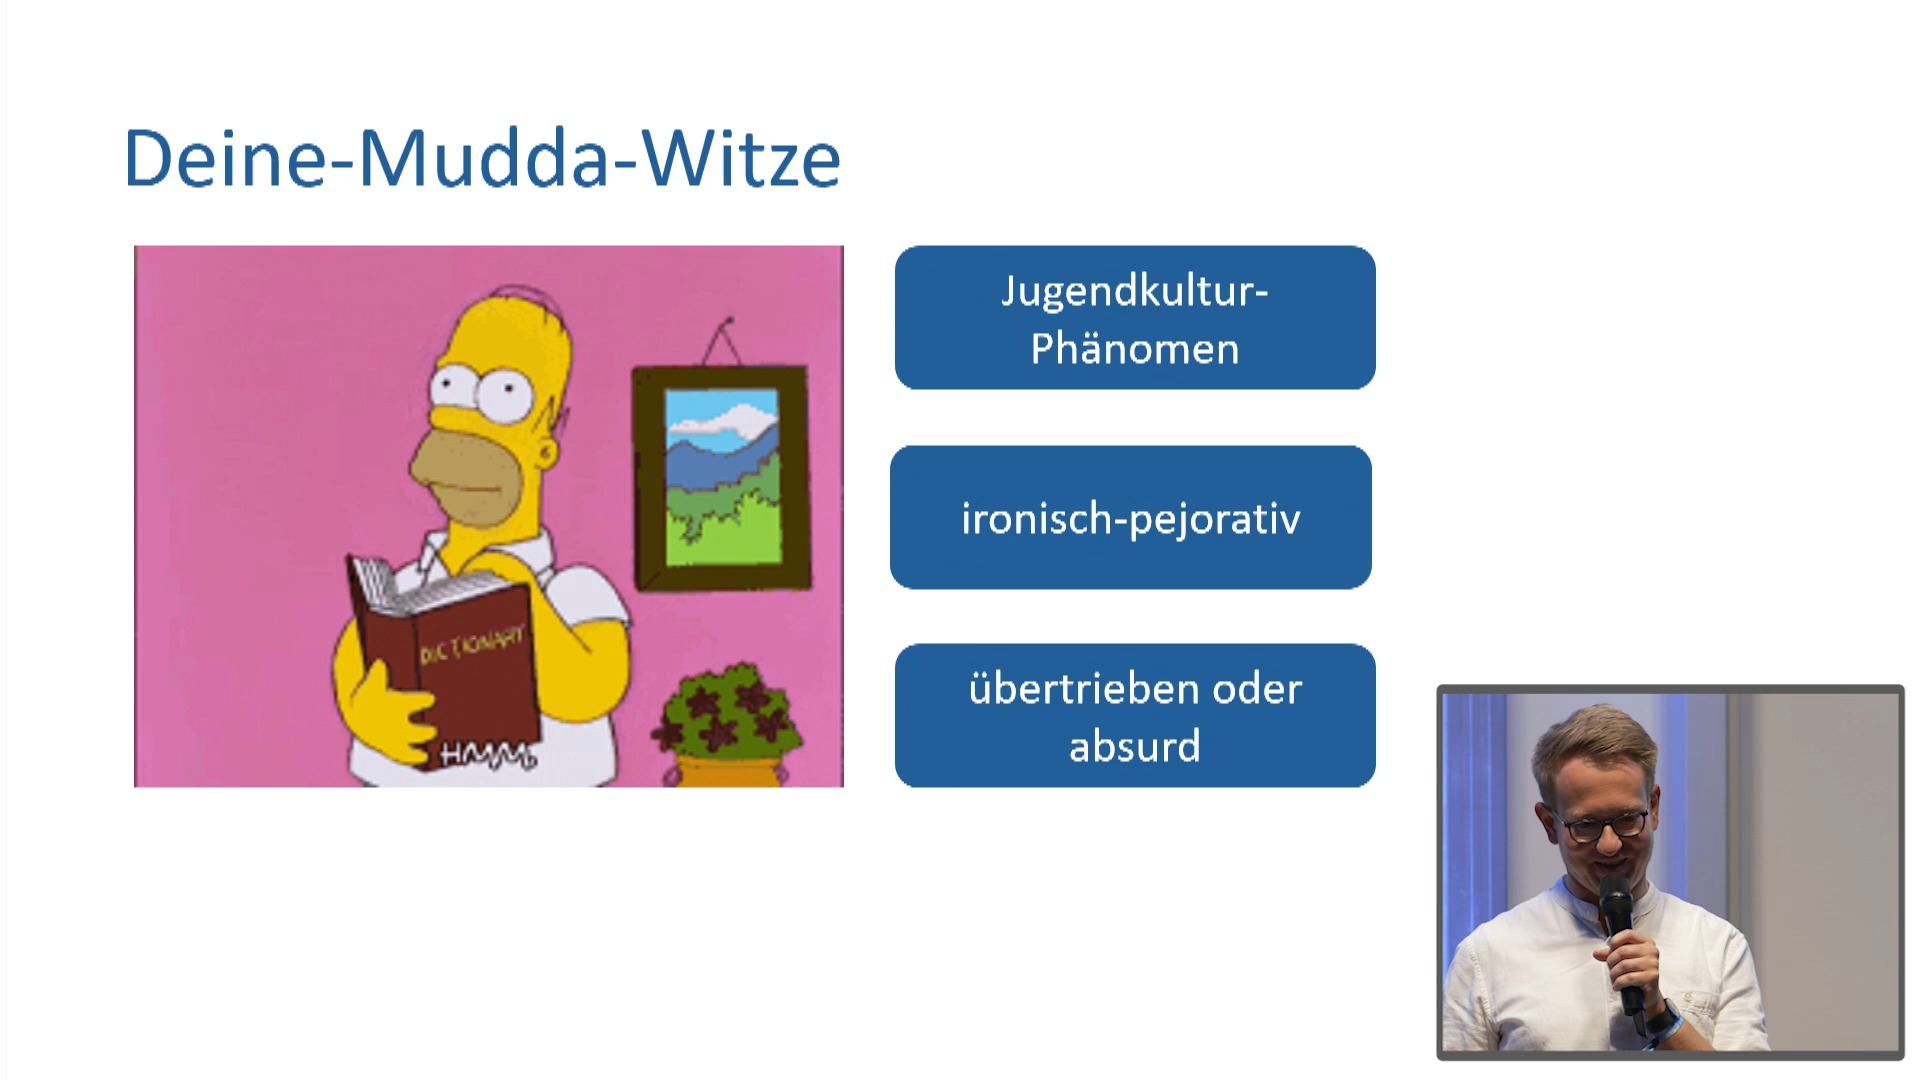 Deine-Mudda-Witze
DICTIONARY
HMM
Jugendkultur-
Phänomen
ironisch-pejorativ
übertrieben oder
absurd